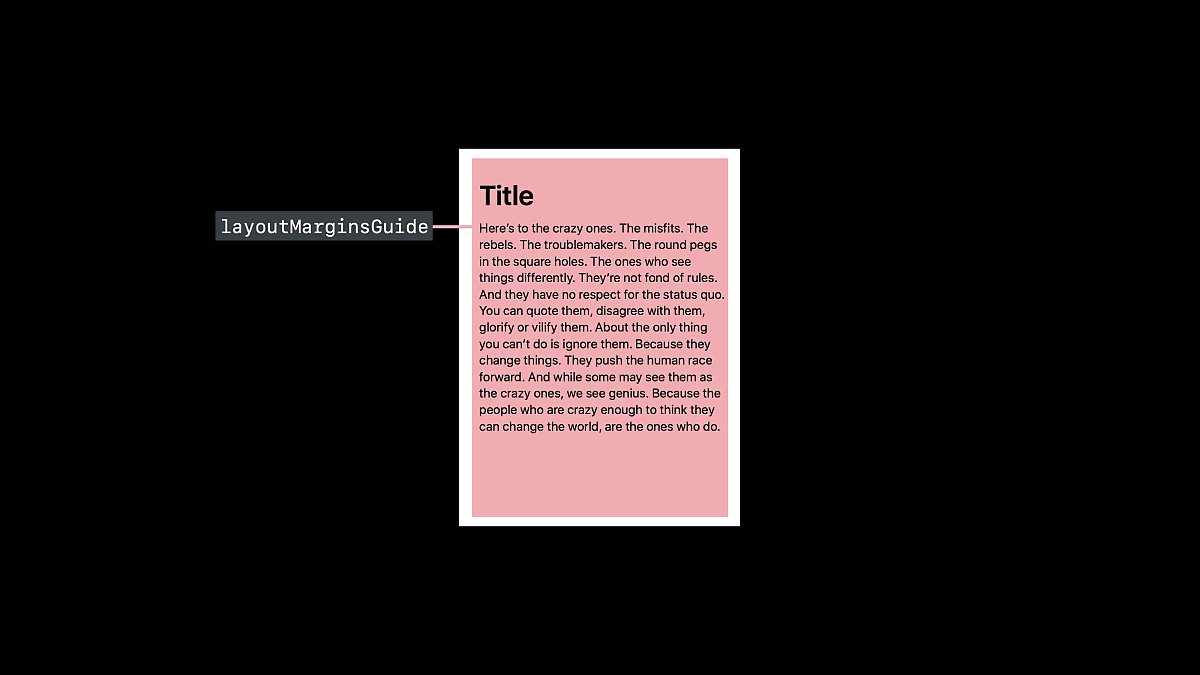 Title
layoutMarginsGuide
Here’s to the crazy ones. The misfits. The
rebels. The troublemakers. The round pegs
in the square holes. The ones who see
things differently. They’re not fond of rules.
And they have no respect for the status quo.
You can quote them, disagree with them,
glorify or vilify them. About the only thing
you can’t do is ignore them. Because they
change things. They push the human race
forward. And while some may see them as
the crazy ones, we see genius. Because the
people who are crazy enough to think they
can change the world, are the ones who do.